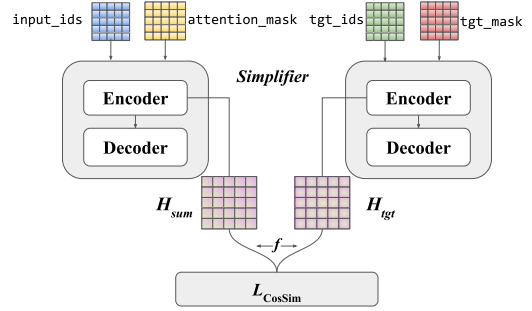 input_ids attention_mask tgt_ids tgt_mask
Simplifier
Encoder Encoder
Decoder Decoder
H_sum H_tgt
f
L_CosSim